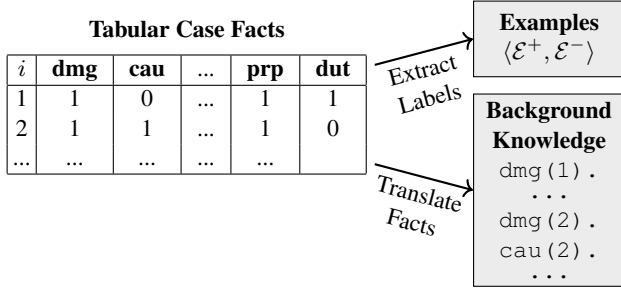 Tabular Case Facts
i dmg cau ... prp dut
1 1 0 ... 1 1
2 1 1 ... 1 0
... ... ... ... ...
Extract
Labels
Translate
Facts
Examples
⟨ℰ⁺, ℰ⁻⟩
Background
Knowledge
dmg(1).
...
dmg(2).
cau(2).
...